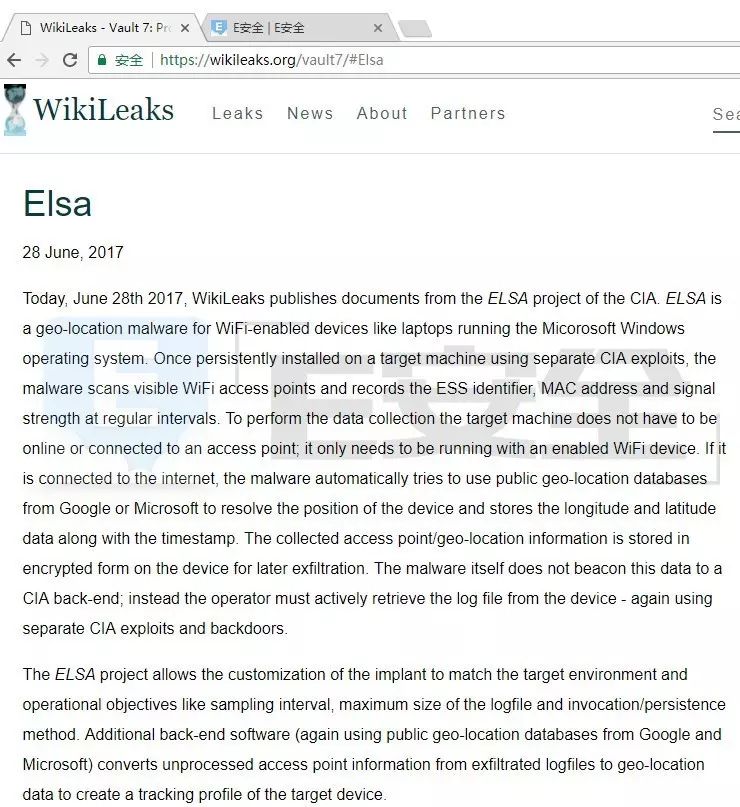 WikiLeaks - Vault 7: Pr
E安全 | E安全
安全 https://wikileaks.org/vault7/#Elsa
WikiLeaks Leaks News About Partners Sea
Elsa
28 June, 2017
Today, June 28th 2017, WikiLeaks publishes documents from the ELSA project of the CIA. ELSA is
a geo-location malware for WiFi-enabled devices like laptops running the Micorosoft Windows
operating system. Once persistently installed on a target machine using separate CIA exploits, the
malware scans visible WiFi access points and records the ESS identifier, MAC address and signal
strength at regular intervals. To perform the data collection the target machine does not have to be
online or connected to an access point; it only needs to be running with an enabled WiFi device. If it
is connected to the internet, the malware automatically tries to use public geo-location databases
from Google or Microsoft to resolve the position of the device and stores the longitude and latitude
data along with the timestamp. The collected access point/geo-location information is stored in
encrypted form on the device for later exfiltration. The malware itself does not beacon this data to a
CIA back-end; instead the operator must actively retrieve the log file from the device - again using
separate CIA exploits and backdoors.
The ELSA project allows the customization of the implant to match the target environment and
operational objectives like sampling interval, maximum size of the logfile and invocation/persistence
method. Additional back-end software (again using public geo-location databases from Google and
Microsoft) converts unprocessed access point information from exfiltrated logfiles to geo-location
data to create a tracking profile of the target device.
E安全